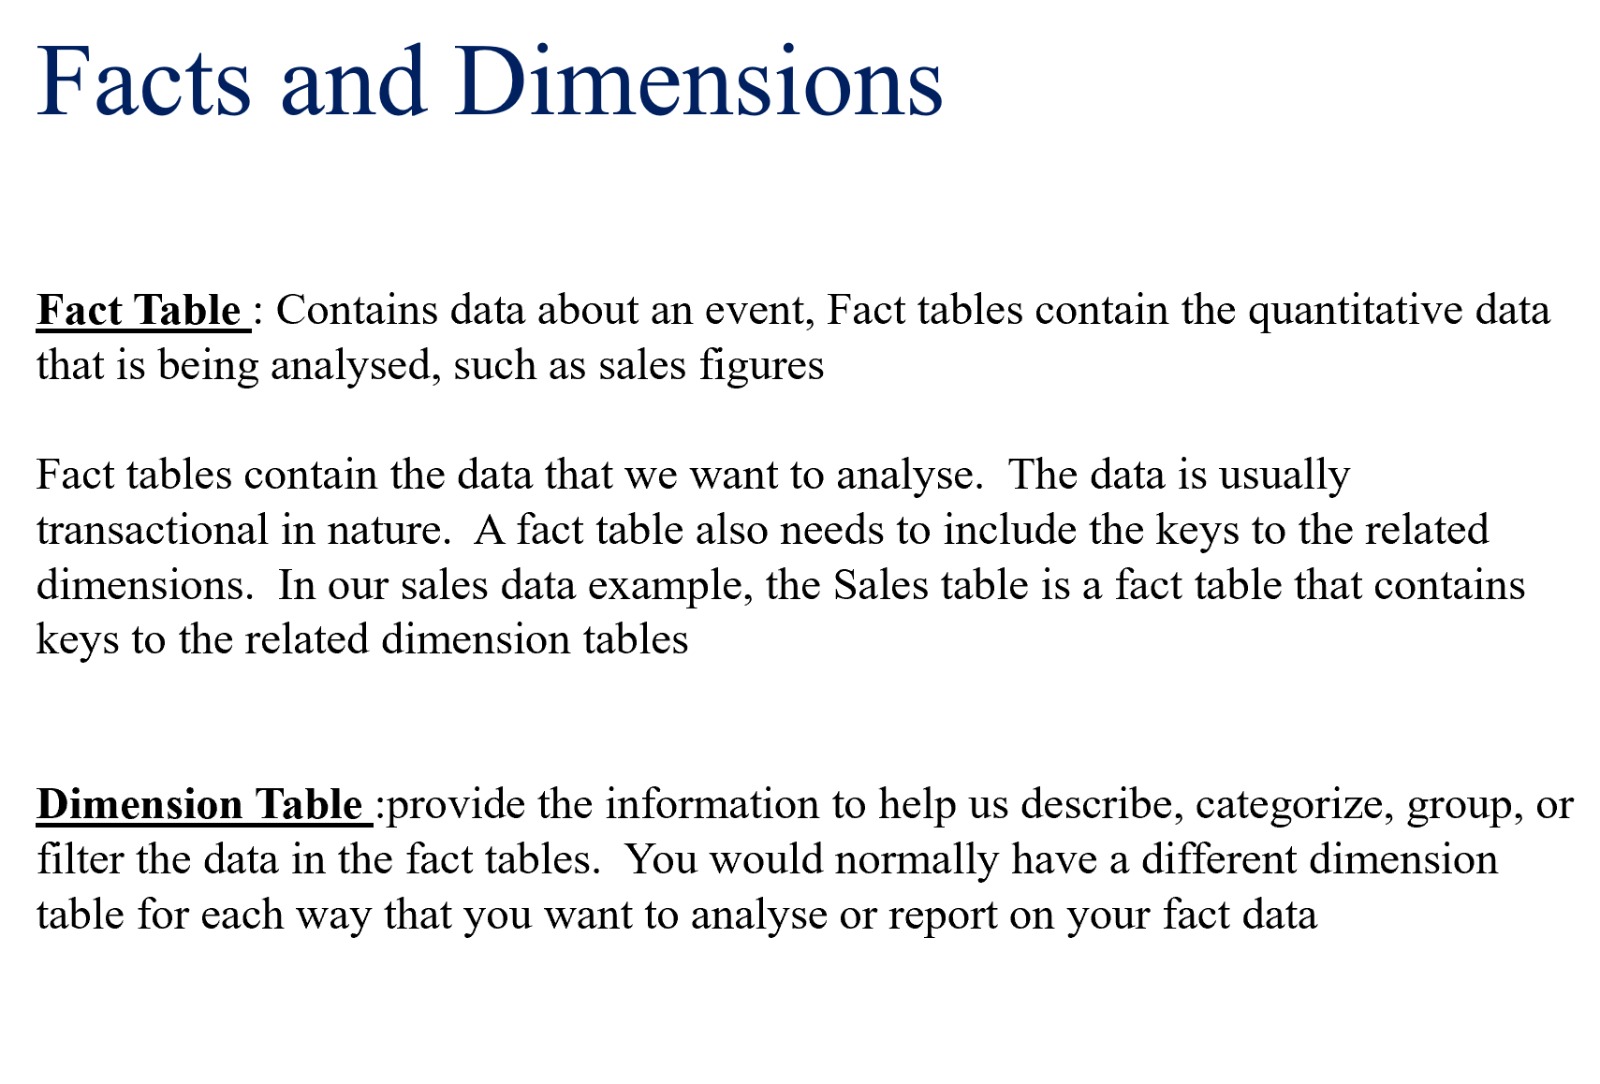 Facts and Dimensions
Fact Table : Contains data about an event, Fact tables contain the quantitative data
that is being analysed, such as sales figures
Fact tables contain the data that we want to analyse.  The data is usually
transactional in nature.  A fact table also needs to include the keys to the related
dimensions.  In our sales data example, the Sales table is a fact table that contains
keys to the related dimension tables
Dimension Table :provide the information to help us describe, categorize, group, or
filter the data in the fact tables.  You would normally have a different dimension
table for each way that you want to analyse or report on your fact data